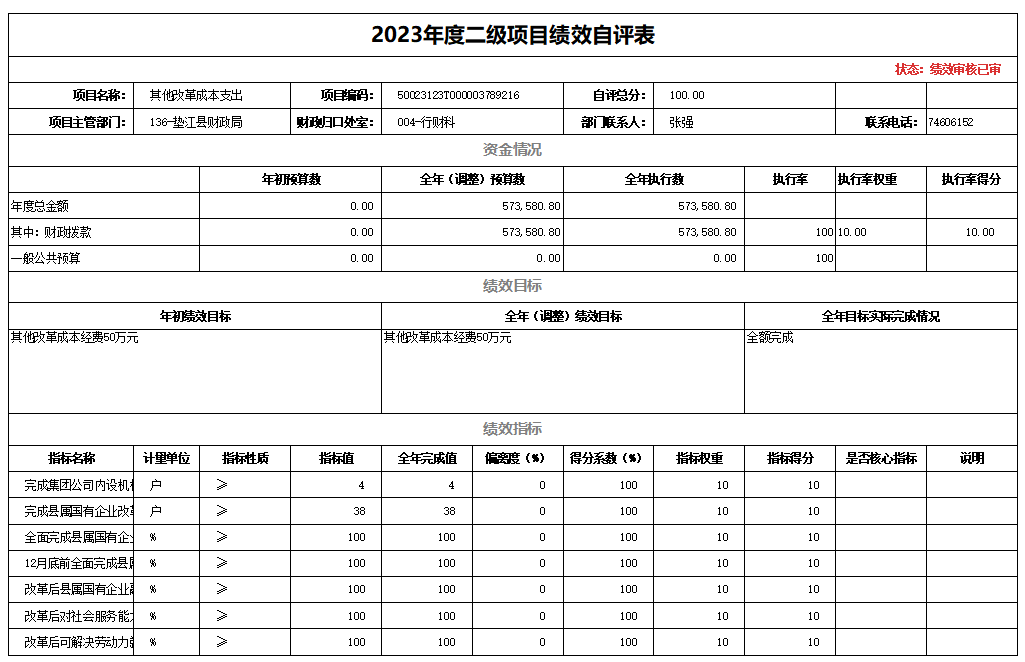 2023年度二级项目绩效自评表
状态：绩效审核已审
项目名称： 其他改革成本支出 项目编码： 50023123T000003789216 自评总分： 100.00
项目主管部门： 136-垫江县财政局 财政归口处室： 004-行财科 部门联系人： 张强 联系电话： 74606152
资金情况
年初预算数 全年（调整）预算数 全年执行数 执行率 执行率权重 执行率得分
年度总金额 0.00 573,580.80 573,580.80
其中：财政拨款 0.00 573,580.80 573,580.80 100 10.00 10.00
一般公共预算 0.00 0.00 0.00 100
绩效目标
年初绩效目标 全年（调整）绩效目标 全年目标实际完成情况
其他改革成本经费50万元 其他改革成本经费50万元 全额完成
绩效指标
指标名称 计量单位 指标性质 指标值 全年完成值 偏离度（%） 得分系数（%） 指标权重 指标得分 是否核心指标 说明
完成集团公司内设机 户 ≥ 4 4 0 100 10 10
完成县属国有企业改 户 ≥ 38 38 0 100 10 10
全面完成县属国有企 % ≥ 100 100 0 100 10 10
12月底前全面完成县 % ≥ 100 100 0 100 10 10
改革后县属国有企业 % ≥ 100 100 0 100 10 10
改革后对社会服务能 % ≥ 100 100 0 100 10 10
改革后可解决劳动力 % ≥ 100 100 0 100 10 10